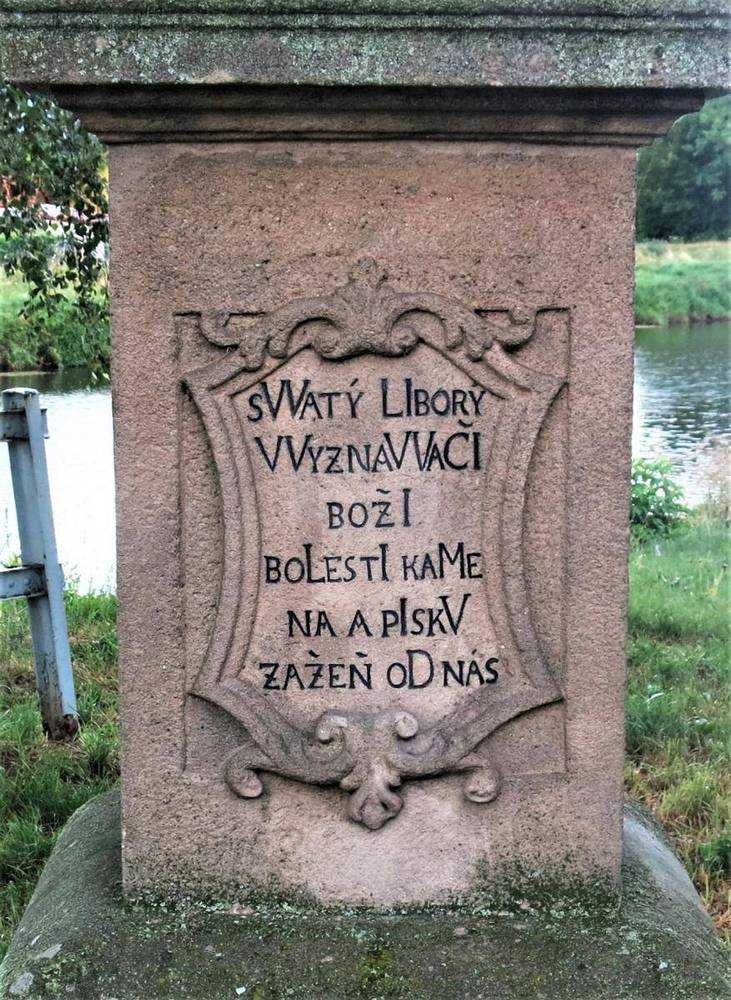 SVVATÝ LIBORY
VVYZNAVVAČI
BOŽI
BOLESTI KAME
NA A PISKV
ZAŽEŇ OD NÁS